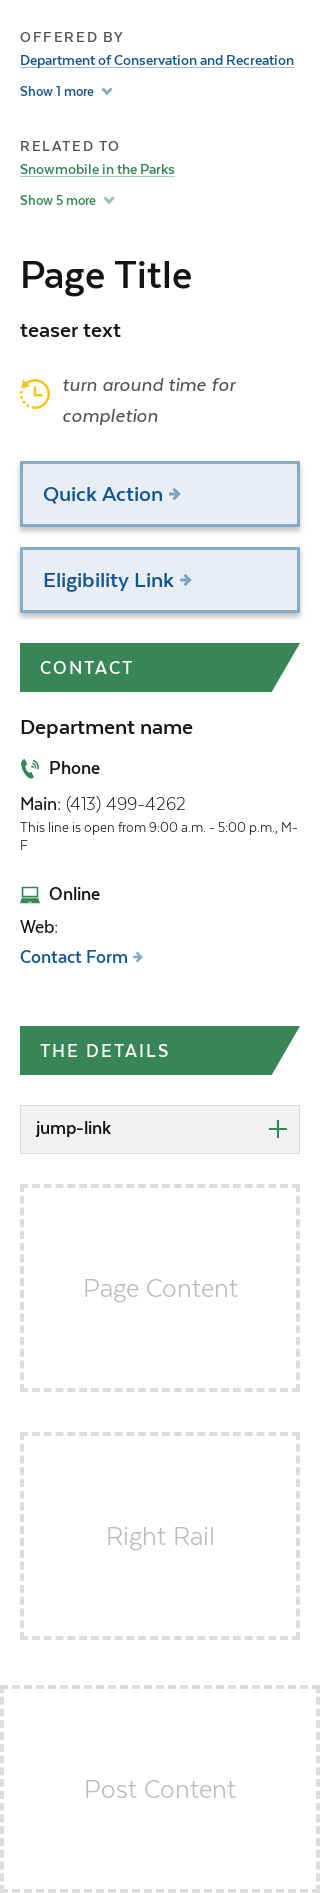 OFFERED BY
Department of Conservation and Recreation
Show 1 more
RELATED TO
Snowmobile in the Parks
Show 5 more
Page Title
teaser text
turn around time for
completion
Quick Action
Eligibility Link
CONTACT
Department name
Phone
Main: (413) 499-4262
This line is open from 9:00 a.m. - 5:00 p.m., M-
F
Online
Web:
Contact Form
THE DETAILS
jump-link
Page Content
Right Rail
Post Content